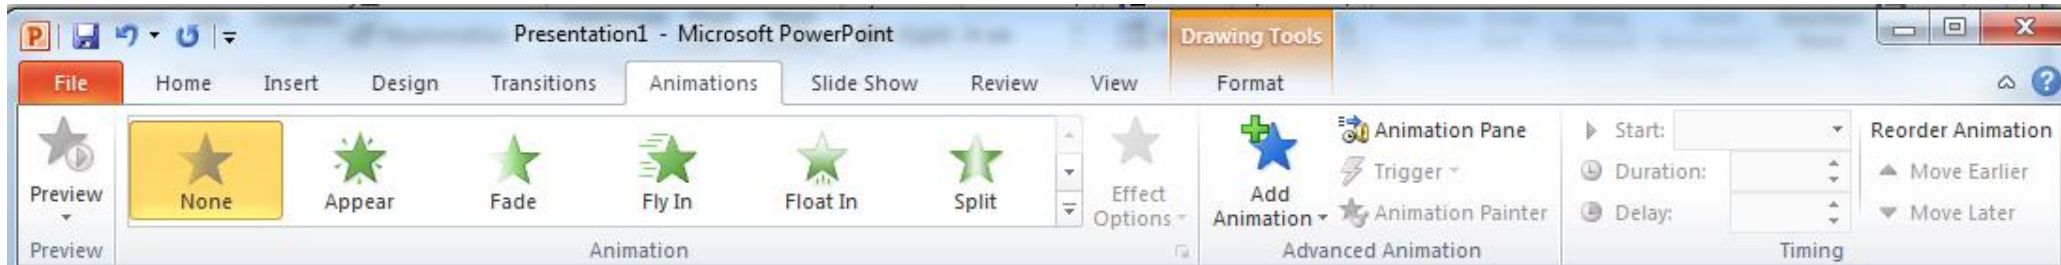 Presentation1 - Microsoft PowerPoint
Drawing Tools
File Home Insert Design Transitions Animations Slide Show Review View Format
Preview
None Appear Fade Fly In Float In Split
Effect Options
Add Animation
Animation Pane
Trigger
Animation Painter
Start:
Duration:
Delay:
Reorder Animation
Move Earlier
Move Later
Preview Animation Advanced Animation Timing